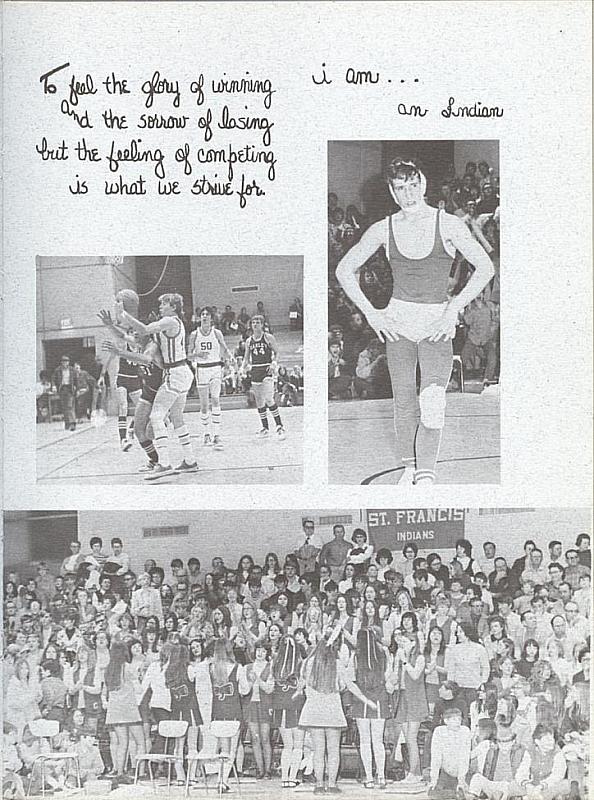 To feel the glory of winning
And the sorrow of losing
but the feeling of competing
is what we strive for.
i am...
an Indian
50
44
ST. FRANCIS
INDIANS